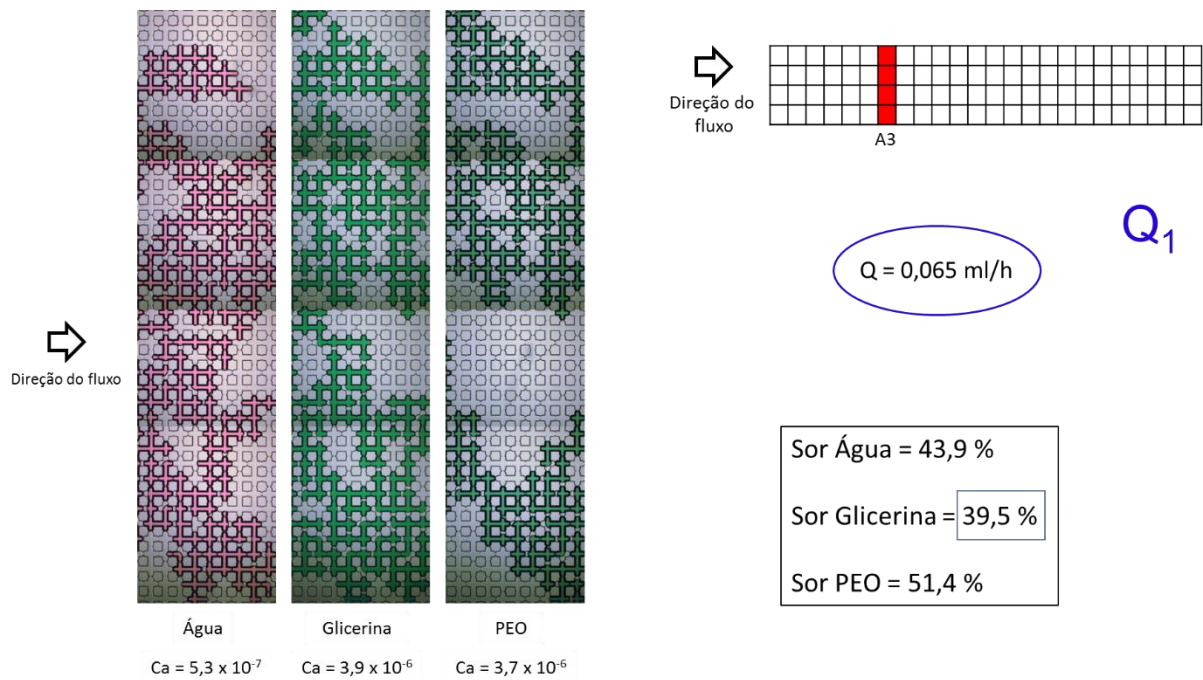 Direção do fluxo
Água
Glicerina
PEO
Ca = 5,3 x 10⁻⁷
Ca = 3,9 x 10⁻⁶
Ca = 3,7 x 10⁻⁶
Direção do
fluxo
A3
Q₁
Q = 0,065 ml/h
Sor Água = 43,9 %
Sor Glicerina = 39,5 %
Sor PEO = 51,4 %